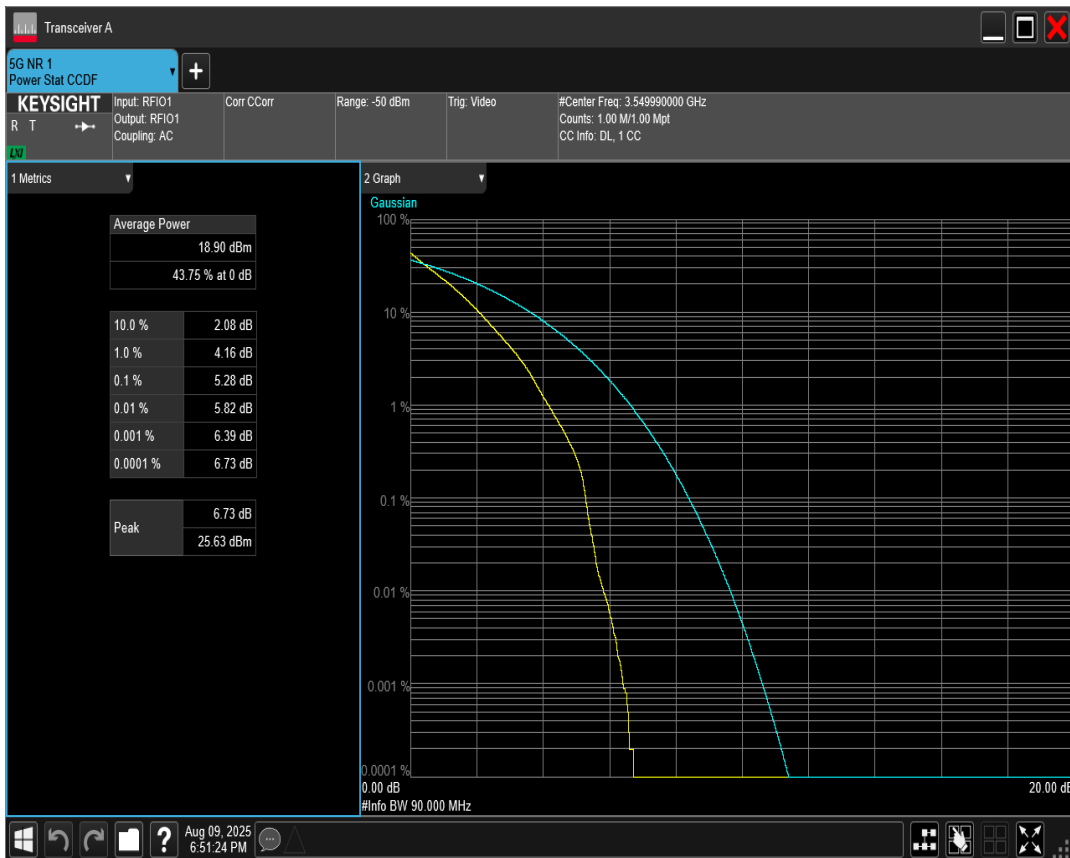 Transceiver A
5G NR 1
Power Stat CCDF
KEYSIGHT
R T
LXI
Input: RFIO1
Output: RFIO1
Coupling: AC
Corr CCorr
Range: -50 dBm
Trig: Video
#Center Freq: 3.549990000 GHz
Counts: 1.00 M/1.00 Mpt
CC Info: DL, 1 CC
1 Metrics
Average Power
18.90 dBm
43.75 % at 0 dB
10.0 % 2.08 dB
1.0 % 4.16 dB
0.1 % 5.28 dB
0.01 % 5.82 dB
0.001 % 6.39 dB
0.0001 % 6.73 dB
Peak 6.73 dB
25.63 dBm
2 Graph
Gaussian
100 %
10 %
1 %
0.1 %
0.01 %
0.001 %
0.0001 %
0.00 dB 20.00 dB
#Info BW 90.000 MHz
? Aug 09, 2025
6:51:24 PM